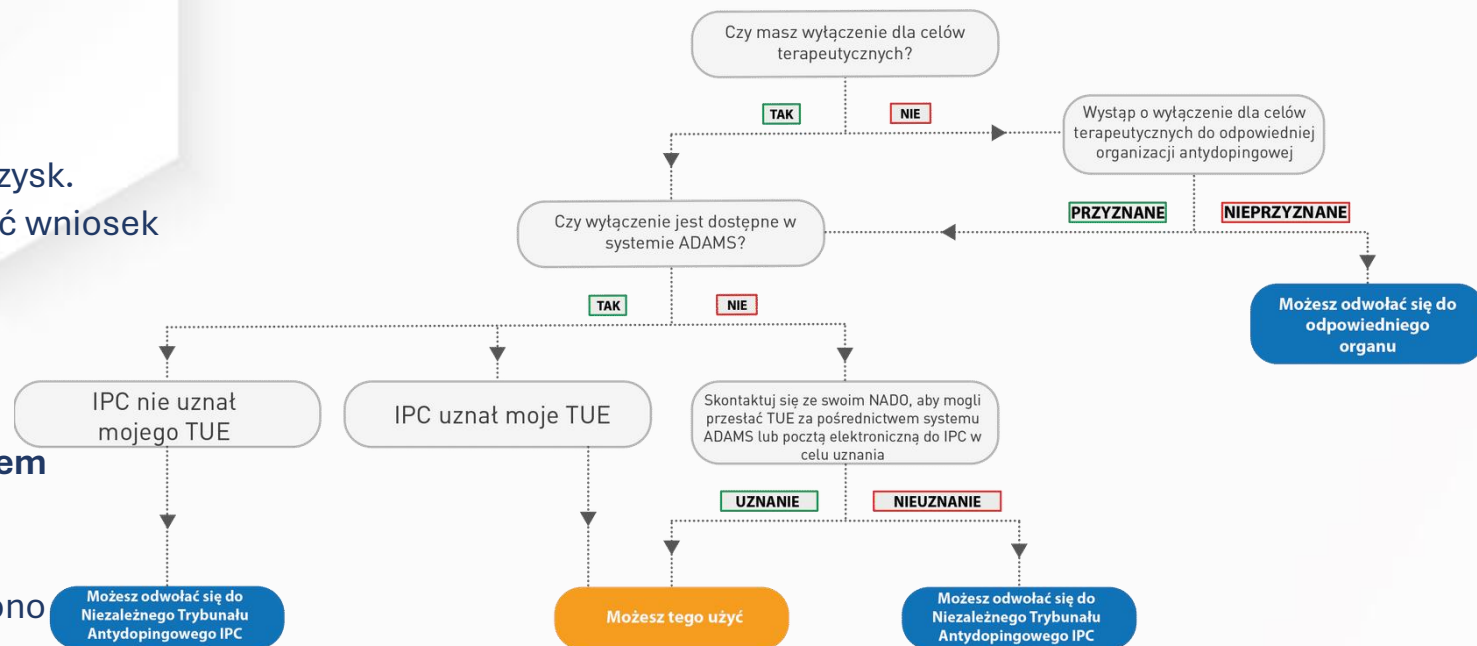 Czy masz wyłączenie dla celów
terapeutycznych?
TAK
NIE
Wystąp o wyłączenie dla celów
terapeutycznych do odpowiedniej
organizacji antydopingowej
zysk.
ć wniosek
Czy wyłączenie jest dostępne w
systemie ADAMS?
PRZYZNANE
NIEPRZYZNANE
TAK
NIE
Możesz odwołać się do
odpowiedniego
organu
IPC nie uznał
mojego TUE
IPC uznał moje TUE
Skontaktuj się ze swoim NADO, aby mogli
przesłać TUE za pośrednictwem systemu
ADAMS lub pocztą elektroniczną do IPC w
celu uznania
em
UZNANIE
NIEUZNANIE
ono
Możesz odwołać się do
Niezależnego Trybunału
Antydopingowego IPC
Możesz tego użyć
Możesz odwołać się do
Niezależnego Trybunału
Antydopingowego IPC